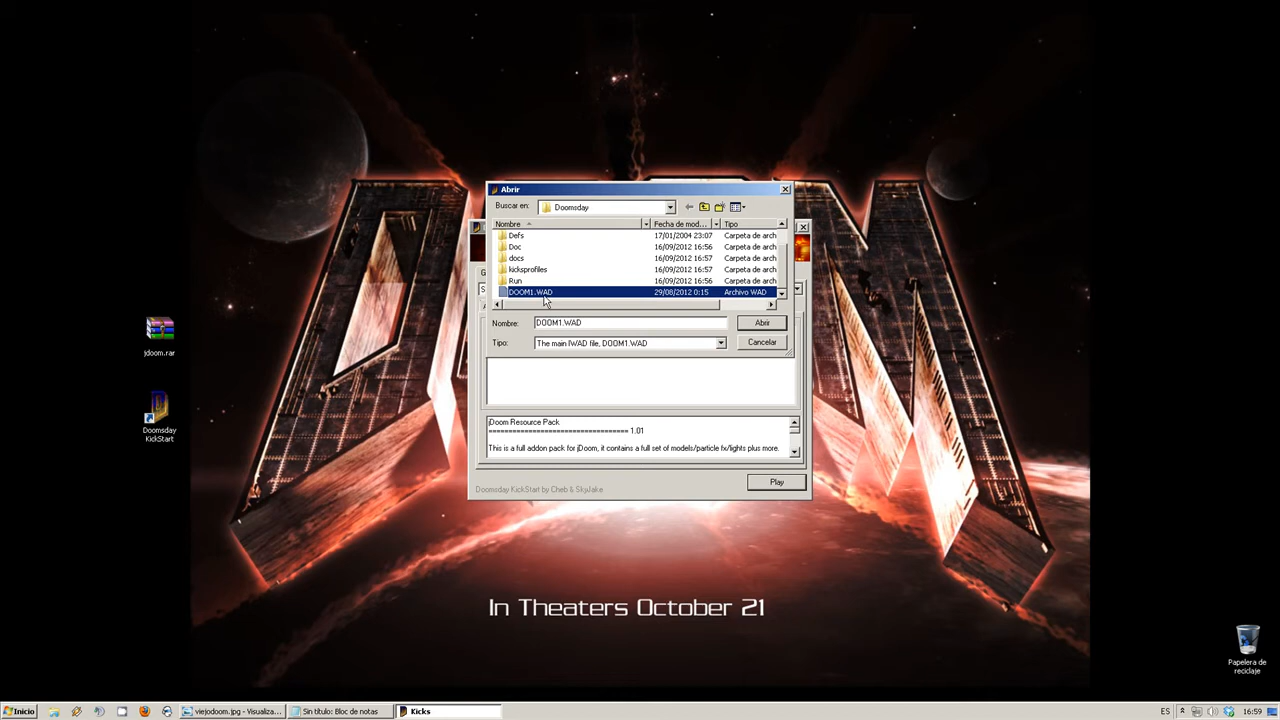 Abrir
Buscar en: Doomsday
Nombre Fecha de mod... Tipo
Defs 17/01/2004 23:07 Carpeta de arch
Doc 16/09/2012 16:56 Carpeta de arch
docs 16/09/2012 16:57 Carpeta de arch
kicksprofiles 16/09/2012 16:57 Carpeta de arch
Run 16/09/2012 16:56 Carpeta de arch
DOOM1.WAD 29/08/2012 0:15 Archivo WAD
Nombre: DOOM1.WAD Abrir
Tipo: The main IWAD file, DOOM1.WAD Cancelar
jDoom Resource Pack
================================= 1.01
This is a full addon pack for jDoom, it contains a full set of models/particle fx/lights plus more.
Play
Doomsday KickStart by Cheb & SkyJake
jdoom.rar
Doomsday
KickStart
DOOM
In Theaters October 21
Papelera de
reciclaje
Inicio viejodoom.jpg - Visualiza... Sin título: Bloc de notas Kicks ES 16:59